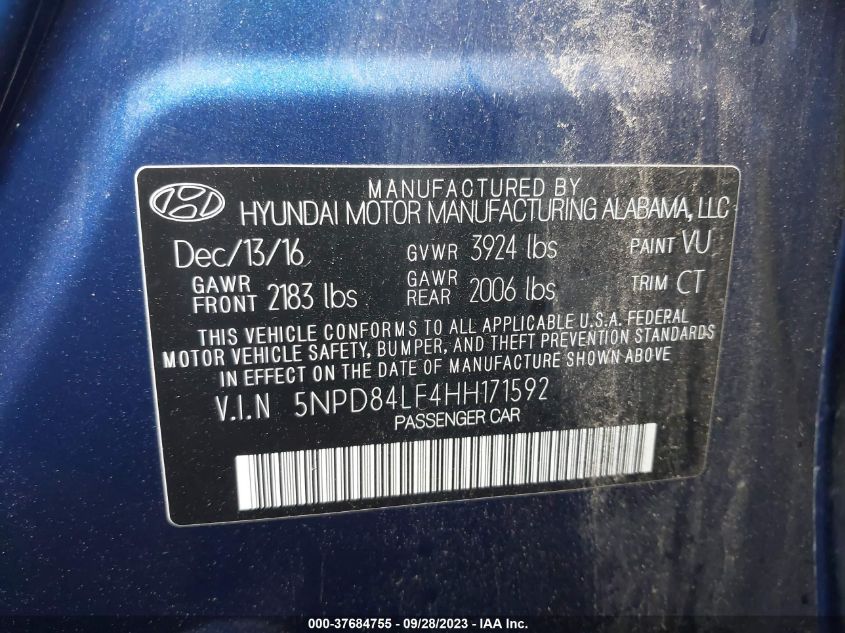 MANUFACTURED BY
HYUNDAI MOTOR MANUFACTURING ALABAMA, LLC
Dec/13/16 GVWR 3924 lbs PAINT VU
GAWR FRONT 2183 lbs GAWR REAR 2006 lbs TRIM CT
THIS VEHICLE CONFORMS TO ALL APPLICABLE U.S.A. FEDERAL
MOTOR VEHICLE SAFETY, BUMPER, AND THEFT PREVENTION STANDARDS
IN EFFECT ON THE DATE OF MANUFACTURE SHOWN ABOVE
V.I.N 5NPD84LF4HH171592
PASSENGER CAR
000-37684755 - 09/28/2023 - IAA Inc.